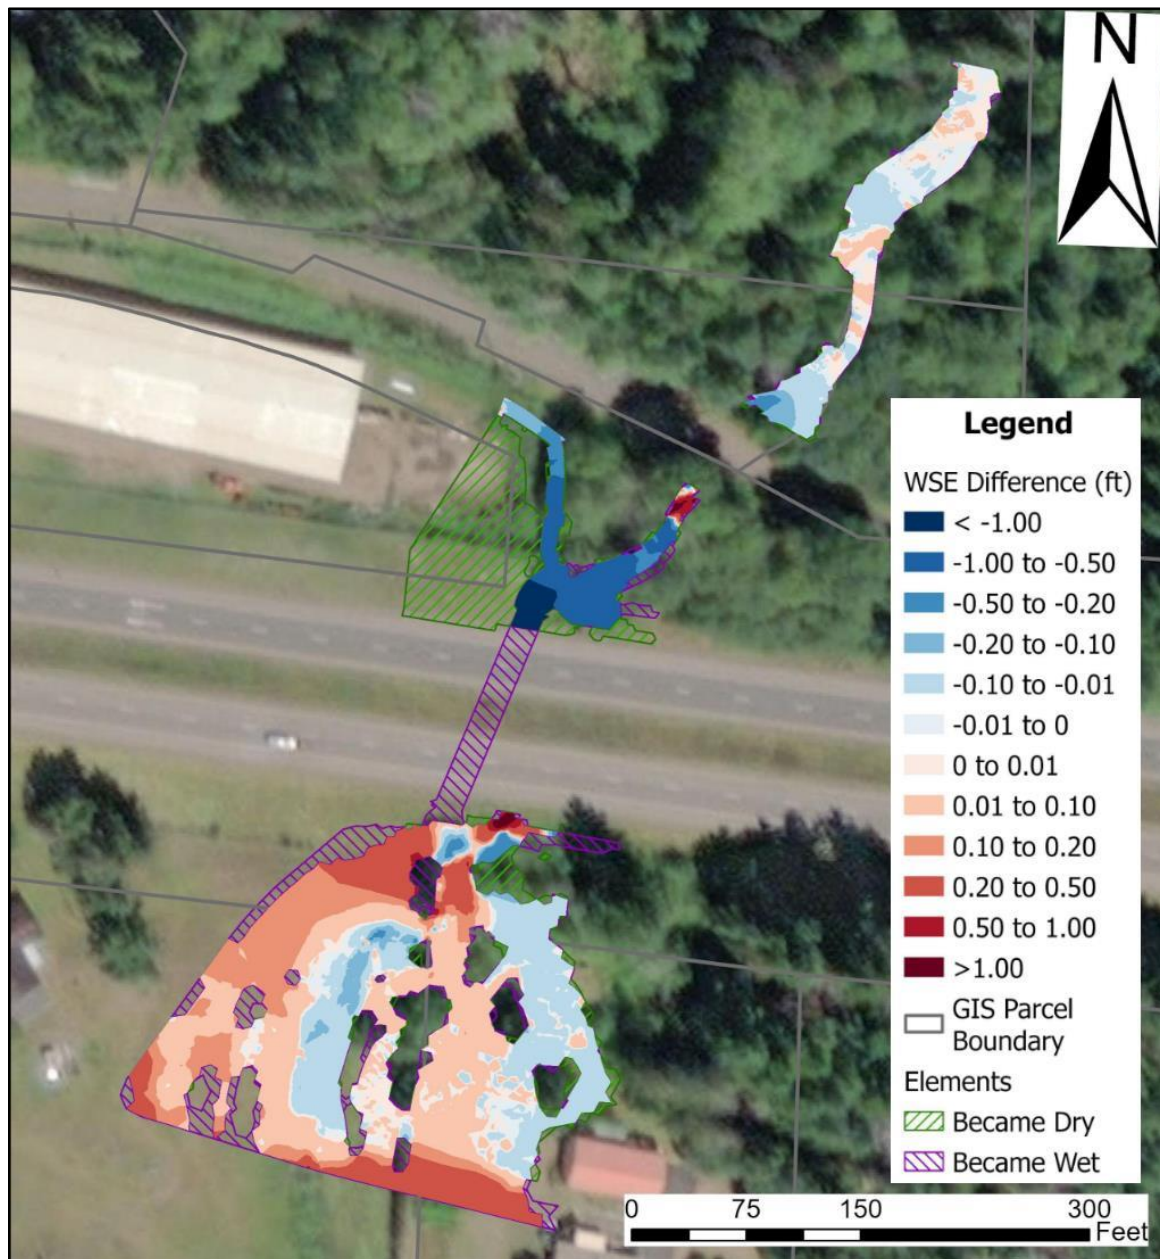 N
Legend
WSE Difference (ft)
< -1.00
-1.00 to -0.50
-0.50 to -0.20
-0.20 to -0.10
-0.10 to -0.01
-0.01 to 0
0 to 0.01
0.01 to 0.10
0.10 to 0.20
0.20 to 0.50
0.50 to 1.00
>1.00
GIS Parcel
Boundary
Elements
Became Dry
Became Wet
0 75 150 300
Feet